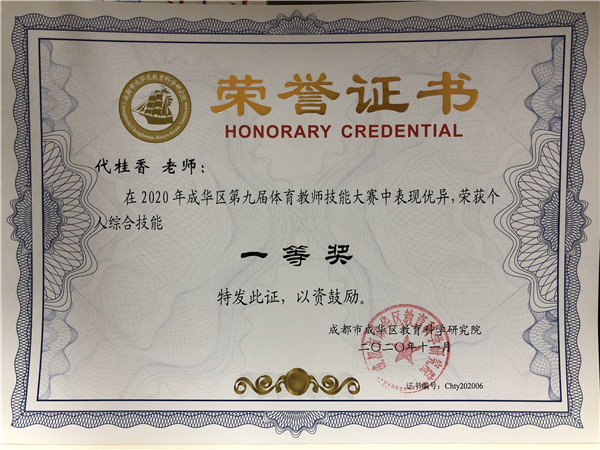 荣誉证书
HONORARY CREDENTIAL
代桂香 老师：
在2020年成华区第九届体育教师技能大赛中表现优异,荣获个
人综合技能
一等奖
特发此证，以资鼓励。
成都市成华区教育科学研究院
二〇二〇年十二月
证书编号：Chty202006